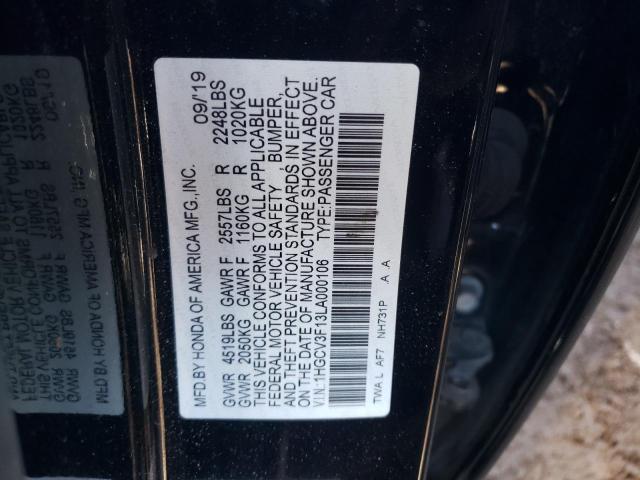 MFD.BY HONDA OF AMERICA MFG.,INC. 09/19
GVWR 4519LBS GAWR F 2557LBS R 2248LBS
GVWR 2050KG GAWR F 1160KG R 1020KG
THIS VEHICLE CONFORMS TO ALL APPLICABLE
FEDERAL MOTOR VEHICLE SAFETY, BUMPER,
AND THEFT PREVENTION STANDARDS IN EFFECT
ON THE DATE OF MANUFACTURE SHOWN ABOVE.
V.I.N.:1HGCV3F13LA000106 TYPE:PASSENGER CAR
TWA L AF7 NH731P .A .A